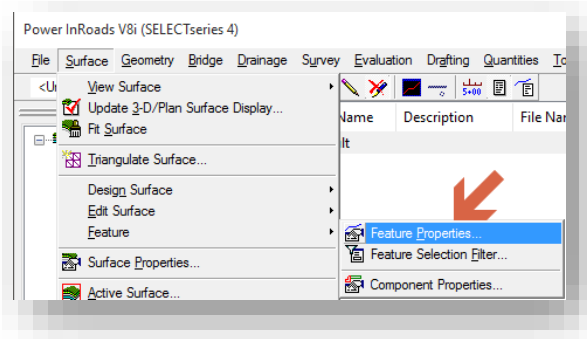 Power InRoads V8i (SELECTseries 4)
File Surface Geometry Bridge Drainage Survey Evaluation Drafting Quantities
View Surface
Update 3-D/Plan Surface Display...
Fit Surface
Name Description File
Triangulate Surface...
Design Surface
Edit Surface
Feature
Feature Properties...
Feature Selection Filter...
Surface Properties...
Component Properties...
Active Surface...
5+00